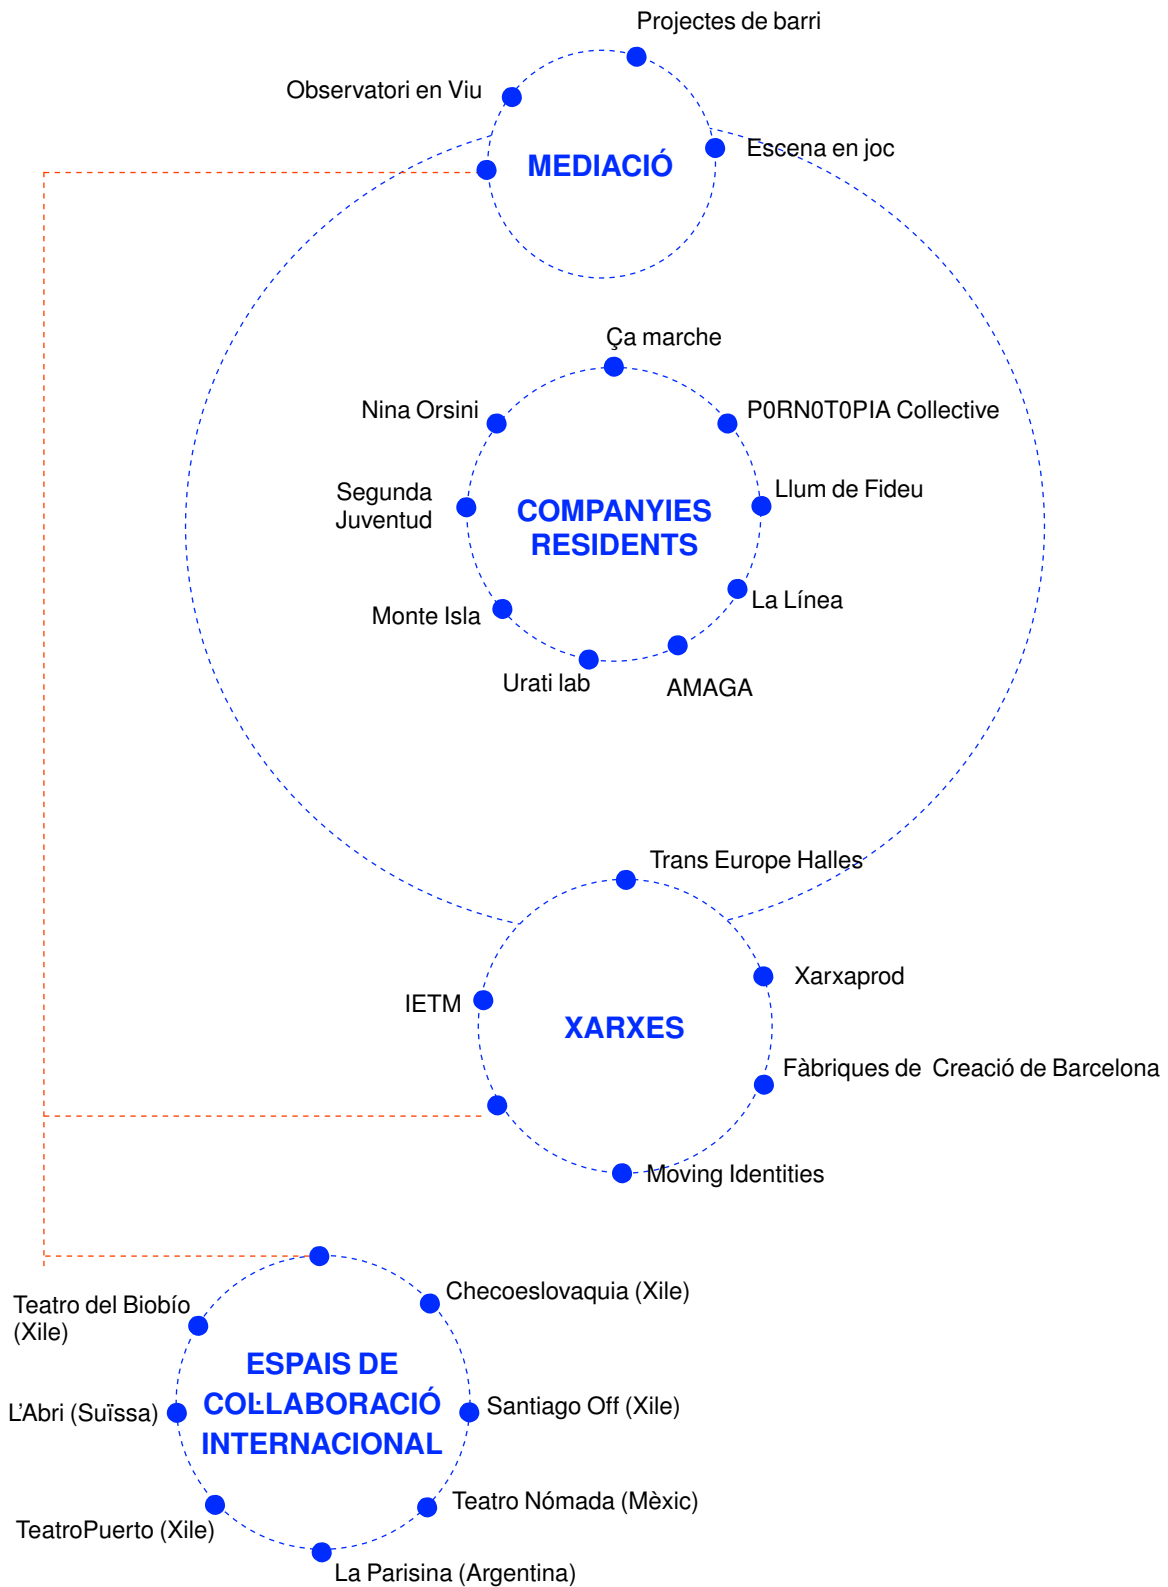 Projectes de barri
Observatori en Viu
Escena en joc
MEDIACIÓ
Ça marche
Nina Orsini
P0RN0T0PIA Collective
Segunda
Juventud
Llum de Fideu
COMPANYIES
RESIDENTS
La Línea
Monte Isla
Urati lab
AMAGA
Trans Europe Halles
Xarxaprod
IETM
XARXES
Fàbriques de  Creació de Barcelona
Moving Identities
Checoeslovaquia (Xile)
Teatro del Biobío
(Xile)
ESPAIS DE
COL·LABORACIÓ
INTERNACIONAL
L'Abri (Suïssa)
Santiago Off (Xile)
Teatro Nómada (Mèxic)
TeatroPuerto (Xile)
La Parisina (Argentina)